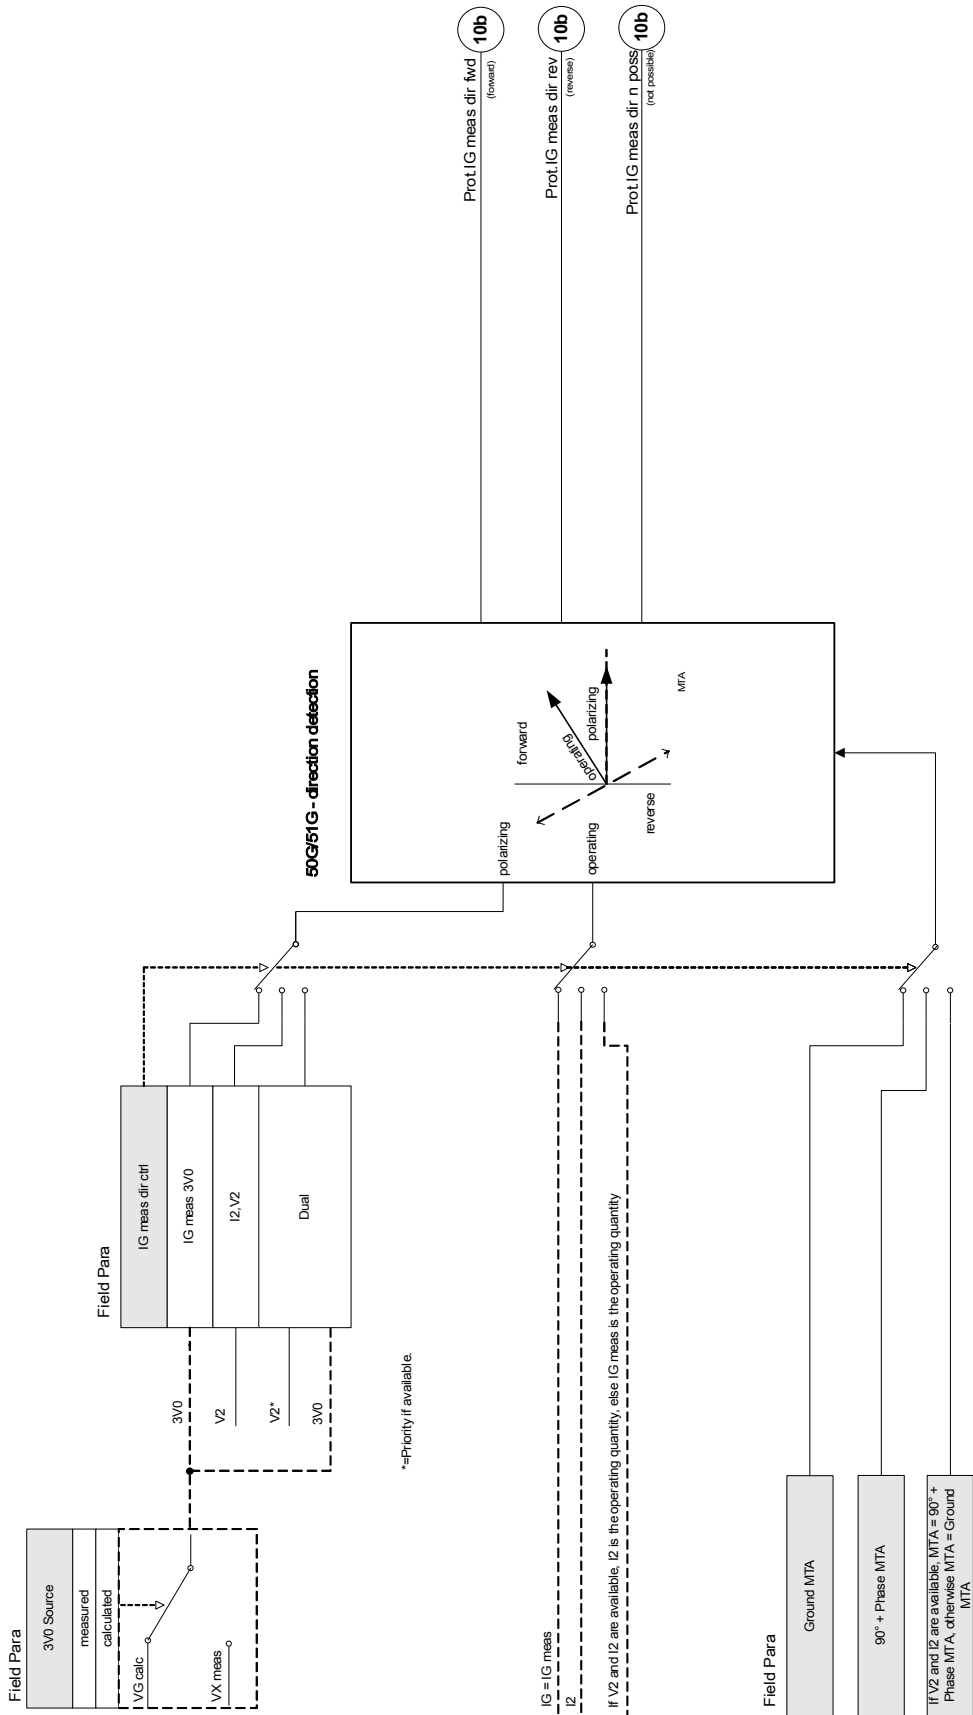 Field Para
3V0 Source
measured
calculated
VG calc
VX meas
Field Para
IG meas dir ctrl
IG meas 3V0
I2,V2
Dual
3V0
V2
V2*
3V0
*=Priority if available.
IG = IG meas
I2
If V2 and I2 are available, I2 is the operating quantity, else IG meas is the operating quantity
Field Para
Ground MTA
90° + Phase MTA
If V2 and I2 are available, MTA = 90° +
Phase MTA, otherwise MTA = Ground
MTA
50G/51G - direction detection
polarizing
operating
forward
operating
polarizing
reverse
MTA
Prot.IG meas dir fwd
(forward)
10b
Prot.IG meas dir rev
(reverse)
10b
Prot.IG meas dir n poss
(not possible)
10b